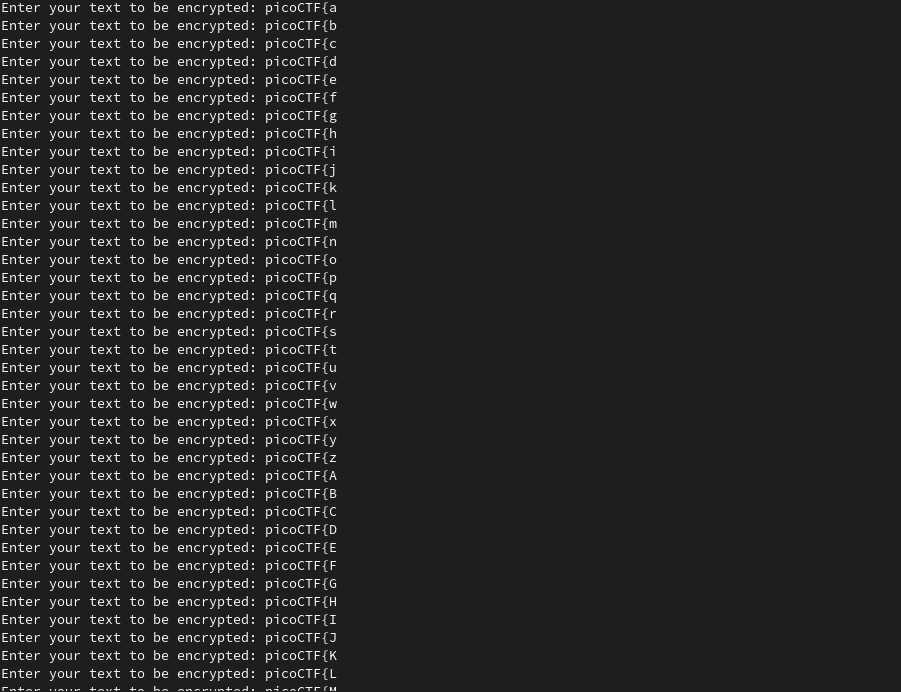 Enter your text to be encrypted: picoCTF{a
Enter your text to be encrypted: picoCTF{b
Enter your text to be encrypted: picoCTF{c
Enter your text to be encrypted: picoCTF{d
Enter your text to be encrypted: picoCTF{e
Enter your text to be encrypted: picoCTF{f
Enter your text to be encrypted: picoCTF{g
Enter your text to be encrypted: picoCTF{h
Enter your text to be encrypted: picoCTF{i
Enter your text to be encrypted: picoCTF{j
Enter your text to be encrypted: picoCTF{k
Enter your text to be encrypted: picoCTF{l
Enter your text to be encrypted: picoCTF{m
Enter your text to be encrypted: picoCTF{n
Enter your text to be encrypted: picoCTF{o
Enter your text to be encrypted: picoCTF{p
Enter your text to be encrypted: picoCTF{q
Enter your text to be encrypted: picoCTF{r
Enter your text to be encrypted: picoCTF{s
Enter your text to be encrypted: picoCTF{t
Enter your text to be encrypted: picoCTF{u
Enter your text to be encrypted: picoCTF{v
Enter your text to be encrypted: picoCTF{w
Enter your text to be encrypted: picoCTF{x
Enter your text to be encrypted: picoCTF{y
Enter your text to be encrypted: picoCTF{z
Enter your text to be encrypted: picoCTF{A
Enter your text to be encrypted: picoCTF{B
Enter your text to be encrypted: picoCTF{C
Enter your text to be encrypted: picoCTF{D
Enter your text to be encrypted: picoCTF{E
Enter your text to be encrypted: picoCTF{F
Enter your text to be encrypted: picoCTF{G
Enter your text to be encrypted: picoCTF{H
Enter your text to be encrypted: picoCTF{I
Enter your text to be encrypted: picoCTF{J
Enter your text to be encrypted: picoCTF{K
Enter your text to be encrypted: picoCTF{L